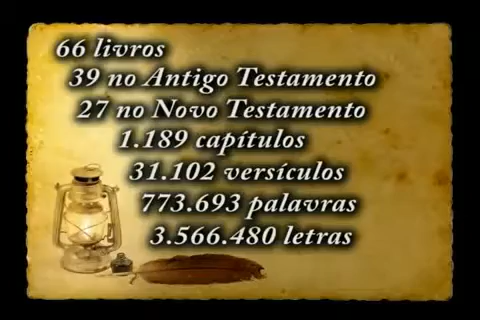 66 livros
39 no Antigo Testamento
27 no Novo Testamento
1.189 capítulos
31.102 versículos
773.693 palavras
3.566.480 letras